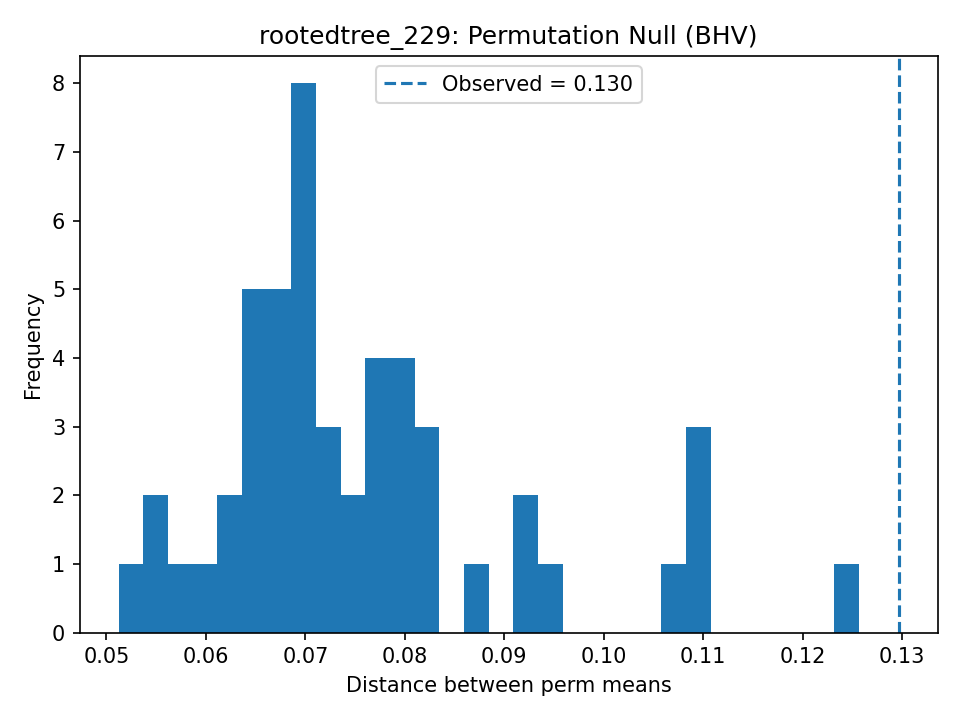 rootedtree_229: Permutation Null (BHV)
Observed = 0.130
8
7
6
5
4
3
2
1
0
Frequency
0.05 0.06 0.07 0.08 0.09 0.10 0.11 0.12 0.13
Distance between perm means